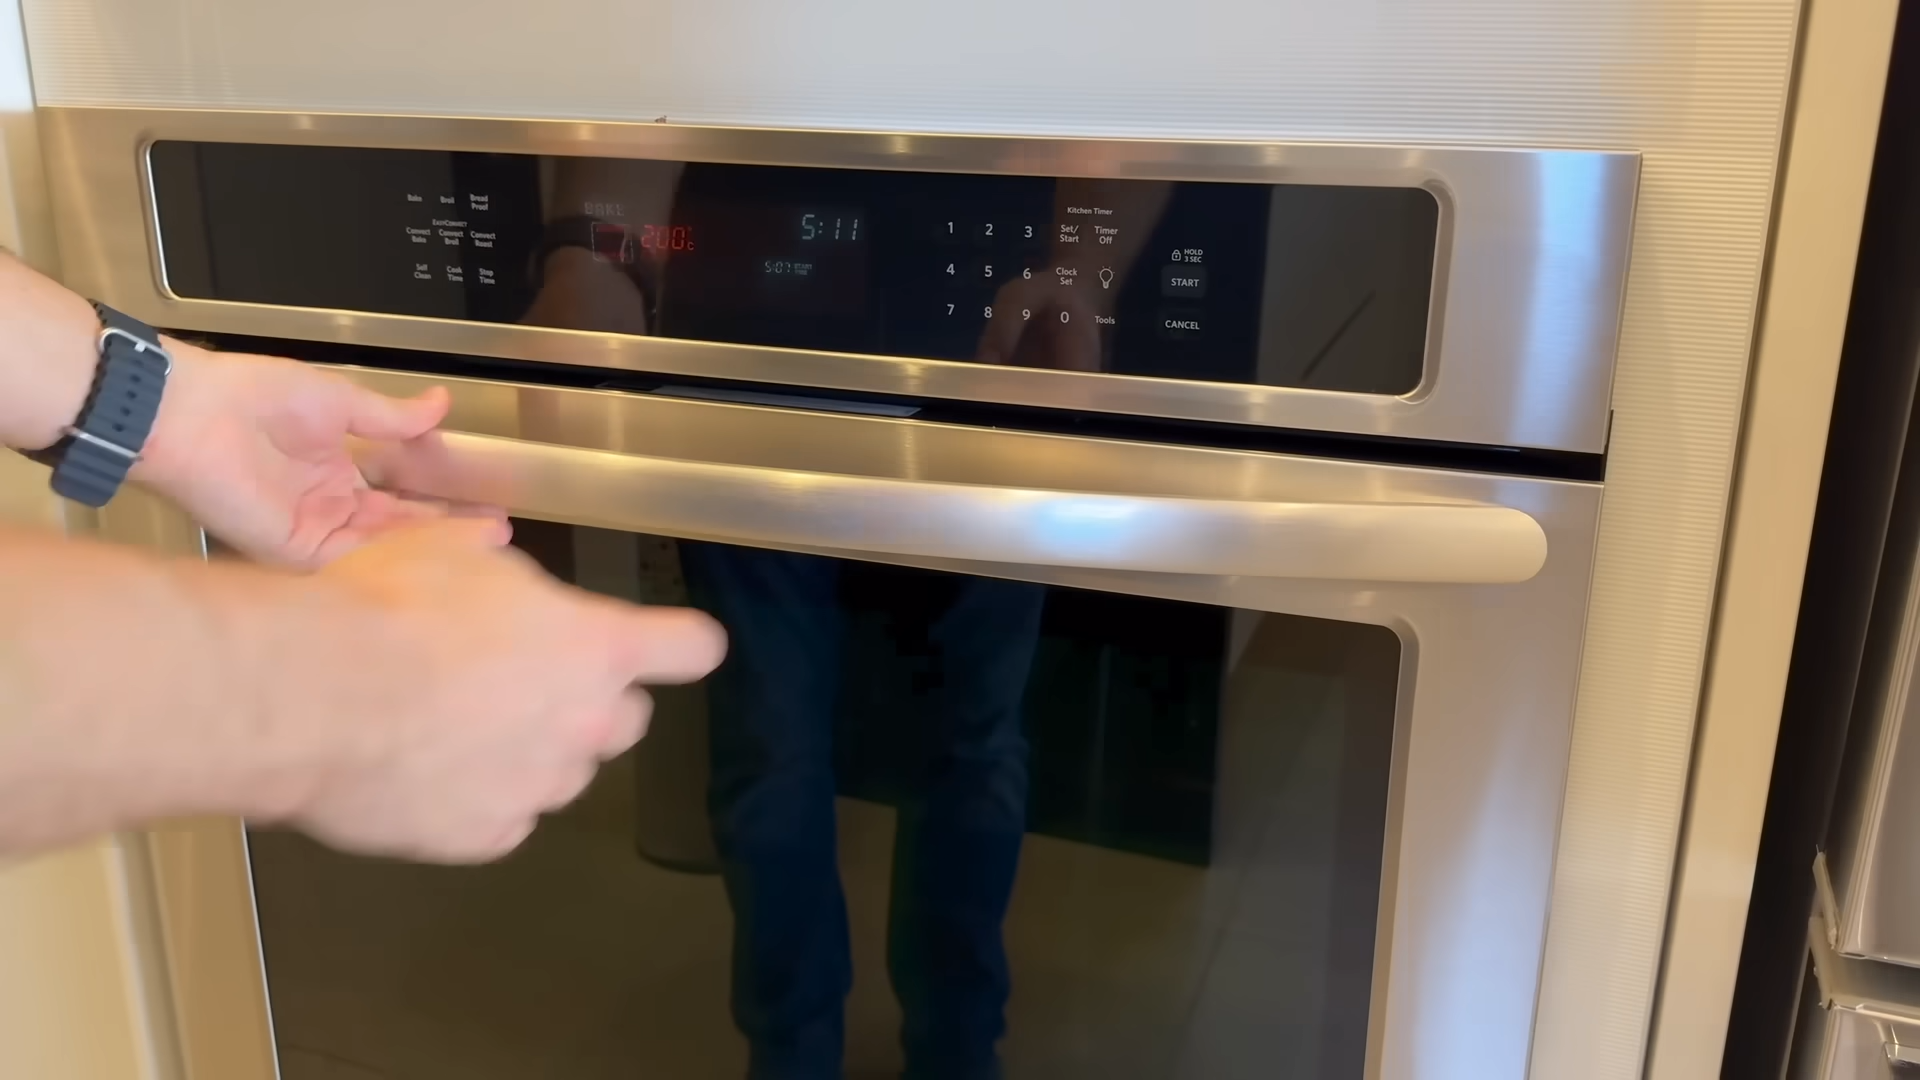 Bake Broil Bread Proof
EASYCONVECT
Convect Bake Convect Broil Convect Roast
Self Clean Cook Time Stop Time
BAKE
200°C
5:11
5:07 START TIME
Kitchen Timer
1 2 3 Set/Start Timer Off
4 5 6 Clock Set
7 8 9 0 Tools
HOLD 3 SEC
START
CANCEL